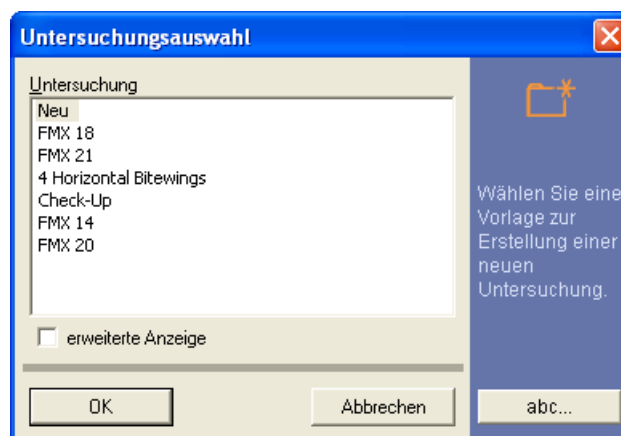 Untersuchungsauswahl
Untersuchung
Neu
FMX 18
FMX 21
4 Horizontal Bitewings
Check-Up
FMX 14
FMX 20
erweiterte Anzeige
OK
Abbrechen
Wählen Sie eine
Vorlage zur
Erstellung einer
neuen
Untersuchung.
abc...